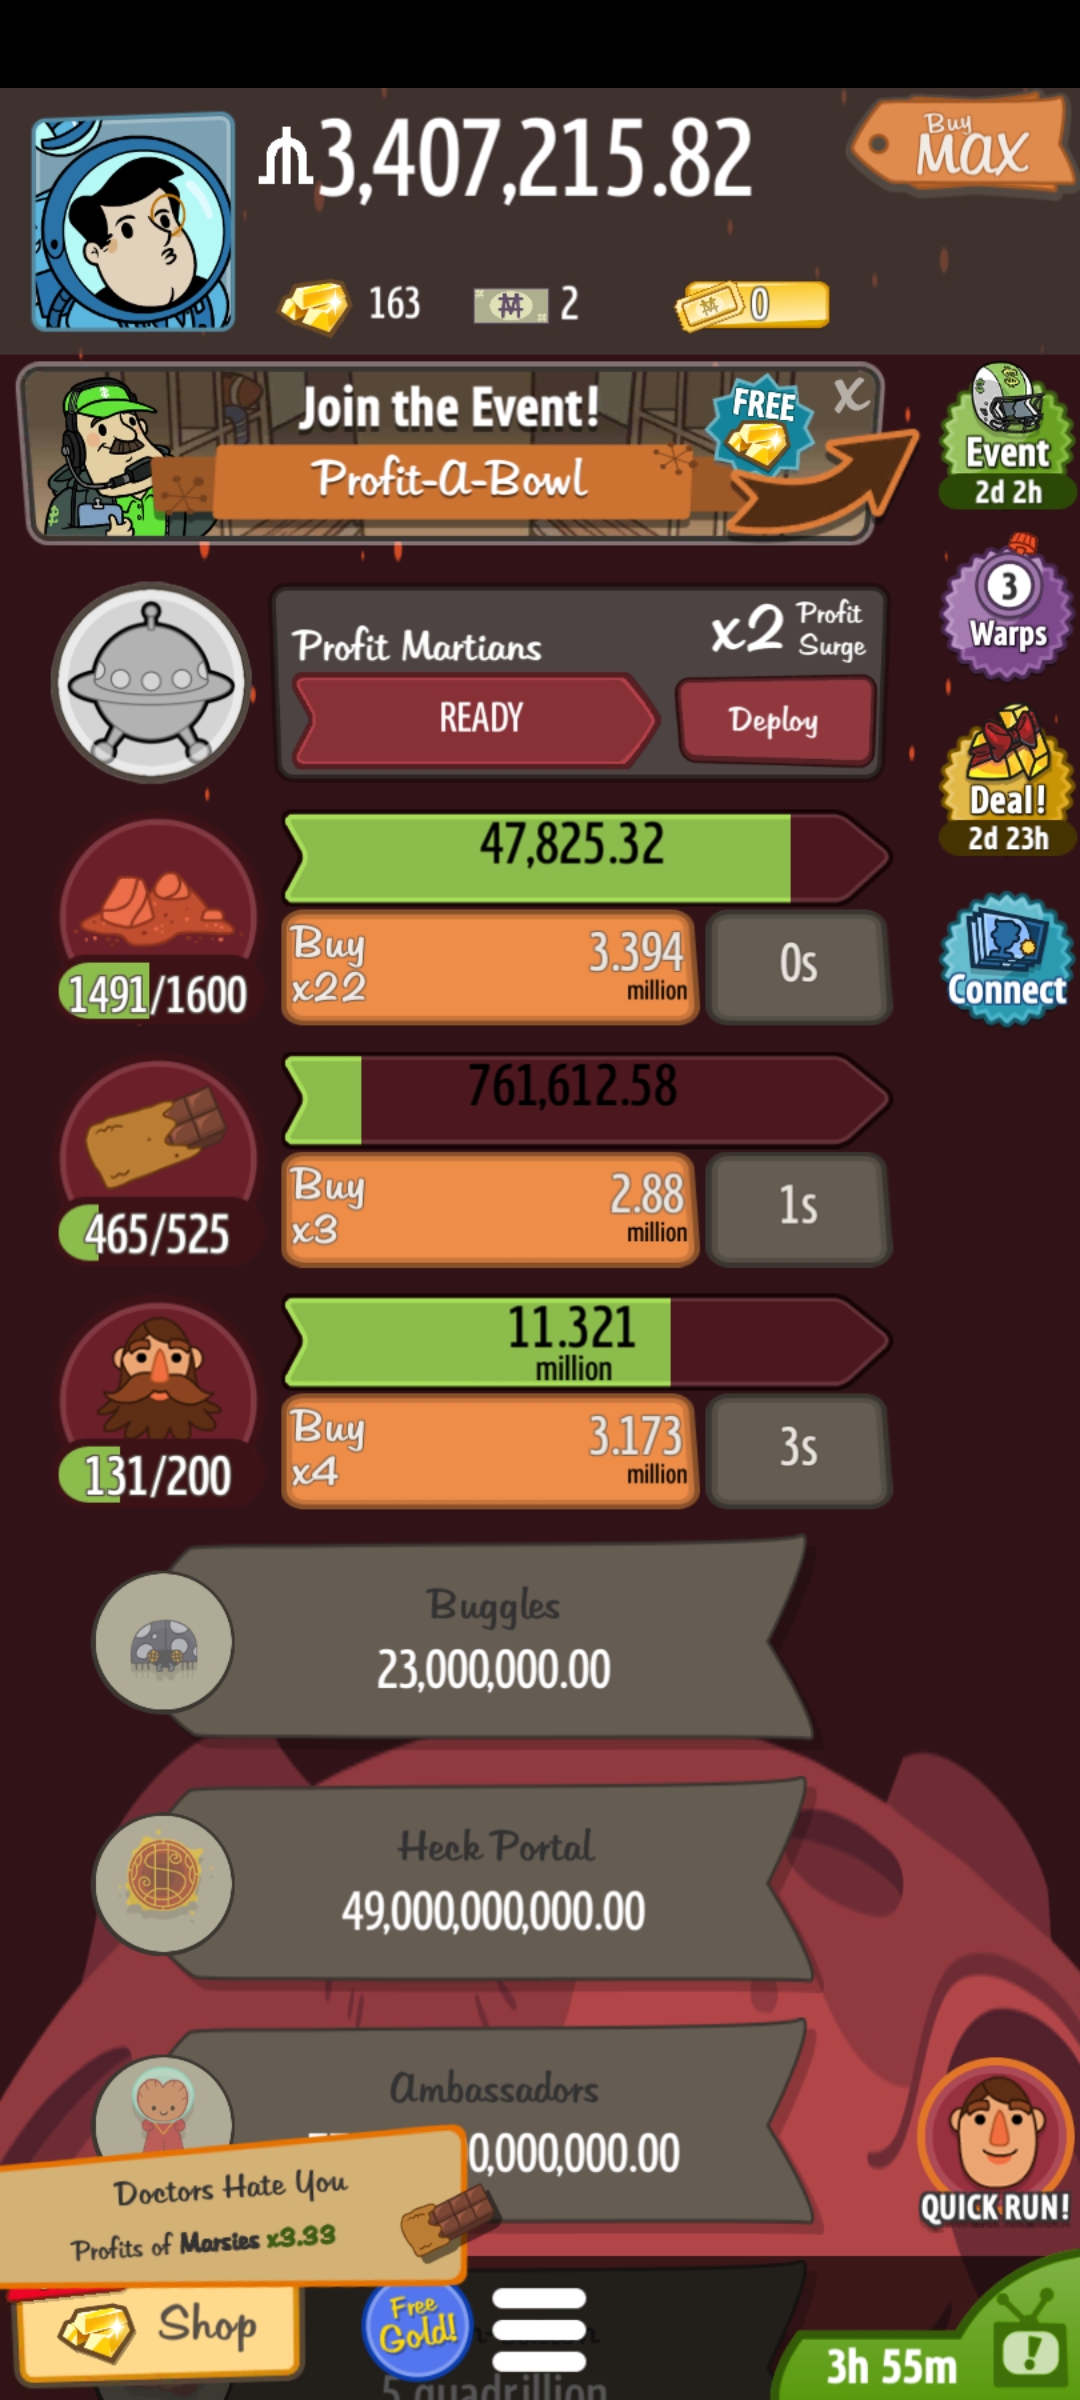 3,407,215.82
Buy
MAX
163
2
0
Join the Event!
FREE
X
Profit-A-Bowl
Event
2d 2h
3
Warps
Profit Martians
x2 Profit
Surge
READY
Deploy
Deal!
2d 23h
47,825.32
Buy
x22
3.394
million
0s
1491/1600
Connect
761,612.58
Buy
x3
2.88
million
1s
465/525
11.321
million
Buy
x4
3.173
million
3s
131/200
Buggles
23,000,000.00
Heck Portal
49,000,000,000.00
Ambassadors
0,000,000.00
Doctors Hate You
Profits of Marsies x3.33
QUICK RUN!
Shop
Free
Gold!
3h 55m
5 quadrillion